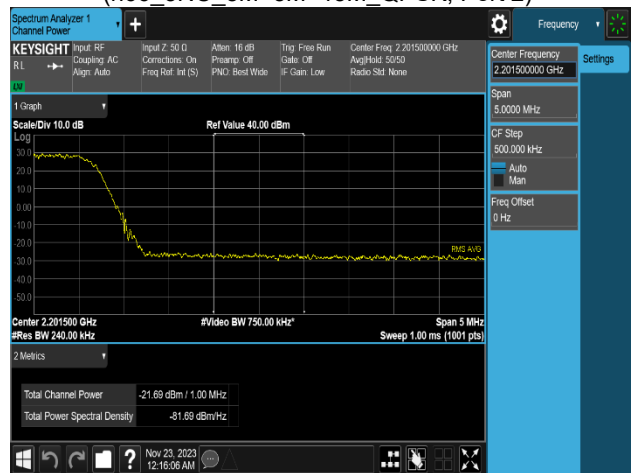 Spectrum Analyzer 1
Channel Power
+
Frequency
KEYSIGHT
RL
Input: RF
Coupling: AC
Align: Auto
Input Z: 50 Ω
Corrections: On
Freq Ref: Int (S)
Atten: 16 dB
Preamp: Off
PNO: Best Wide
Trig: Free Run
Gate: Off
IF Gain: Low
Center Freq: 2.201500000 GHz
Avg|Hold: 50/50
Radio Std: None
Center Frequency
2.201500000 GHz
Settings
Span
5.0000 MHz
CF Step
500.000 kHz
Auto
Man
Freq Offset
0 Hz
1 Graph
Scale/Div 10.0 dB
Ref Value 40.00 dBm
Log
30.0
20.0
10.0
0.00
-10.0
-20.0
-30.0
-40.0
-50.0
RMS AVG
Center 2.201500 GHz
#Video BW 750.00 kHz*
Span 5 MHz
#Res BW 240.00 kHz
Sweep 1.00 ms (1001 pts)
2 Metrics
Total Channel Power -21.69 dBm / 1.00 MHz
Total Power Spectral Density -81.69 dBm/Hz
?
Nov 23, 2023
12:16:06 AM